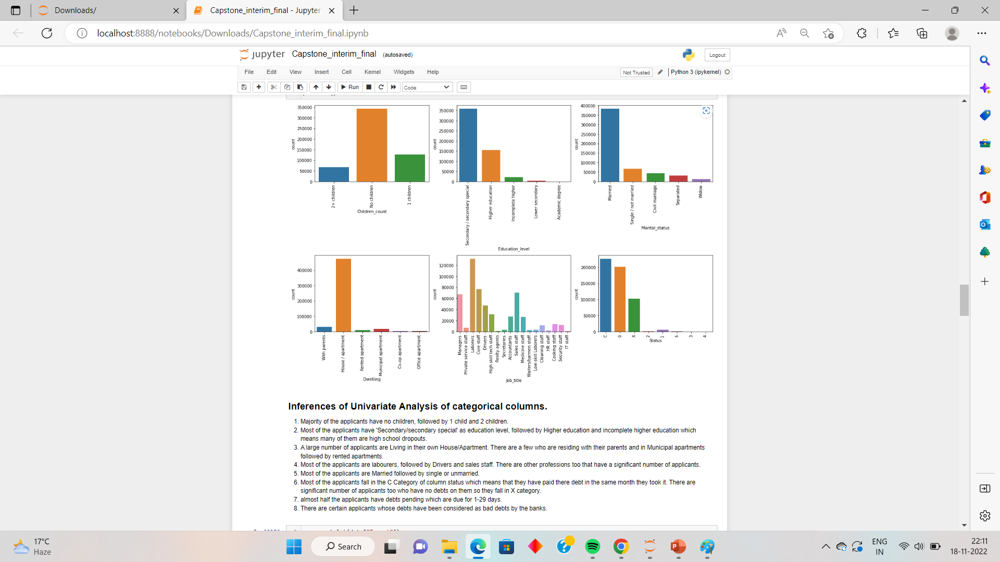 Downloads/
Capstone_interim_final - Jupyter
localhost:8888/notebooks/Downloads/Capstone_interim_final.ipynb
jupyter Capstone_interim_final (autosaved)
Logout
File Edit View Insert Cell Kernel Widgets Help
Not Trusted
Python 3 (ipykernel)
Run
Code
350000
300000
250000
200000
150000
100000
50000
0
count
2+ children
No children
1 children
Children_count
350000
300000
250000
200000
150000
100000
50000
0
count
Secondary / secondary special
Higher education
Incomplete higher
Lower secondary
Academic degree
Education_level
400000
350000
300000
250000
200000
150000
100000
50000
0
count
Married
Single / not married
Civil marriage
Separated
Widow
Marital_status
400000
300000
200000
100000
0
count
With parents
House / apartment
Rented apartment
Municipal apartment
Co-op apartment
Office apartment
Dwelling
120000
100000
80000
60000
40000
20000
0
count
Managers
Private service staff
Laborers
Core staff
Drivers
High skill tech staff
Realty agents
Secretaries
Accountants
Sales staff
Medicine staff
Waiters/barmen staff
Low-skill Laborers
Cleaning staff
HR staff
Cooking staff
Security staff
IT staff
Job_title
200000
150000
100000
50000
0
count
C
0
X
2
1
5
3
4
Status
Inferences of Univariate Analysis of categorical columns.
1. Majority of the applicants have no children, followed by 1 child and 2 children.
2. Most of the applicants have 'Secondary/secondary special' as education level, followed by Higher education and incomplete higher education which
means many of them are high school dropouts.
3. A large number of applicants are Living in their own House/Apartment. There are a few who are residing with their parents and in Municipal apartments
followed by rented apartments.
4. Most of the applicants are labourers, followed by Drivers and sales staff. There are other professions too that have a significant number of applicants.
5. Most of the applicants are Married followed by single or unmarried.
6. Most of the applicants fall in the C Category of column status which means that they have paid there debt in the same month they took it. There are
significant number of applicants too who have no debts on them so they fall in X category.
7. almost half the applicants have debts pending which are due for 1-29 days.
8. There are certain applicants whose debts have been considered as bad debts by the banks.
17°C
Haze
Search
ENG
IN
22:11
18-11-2022